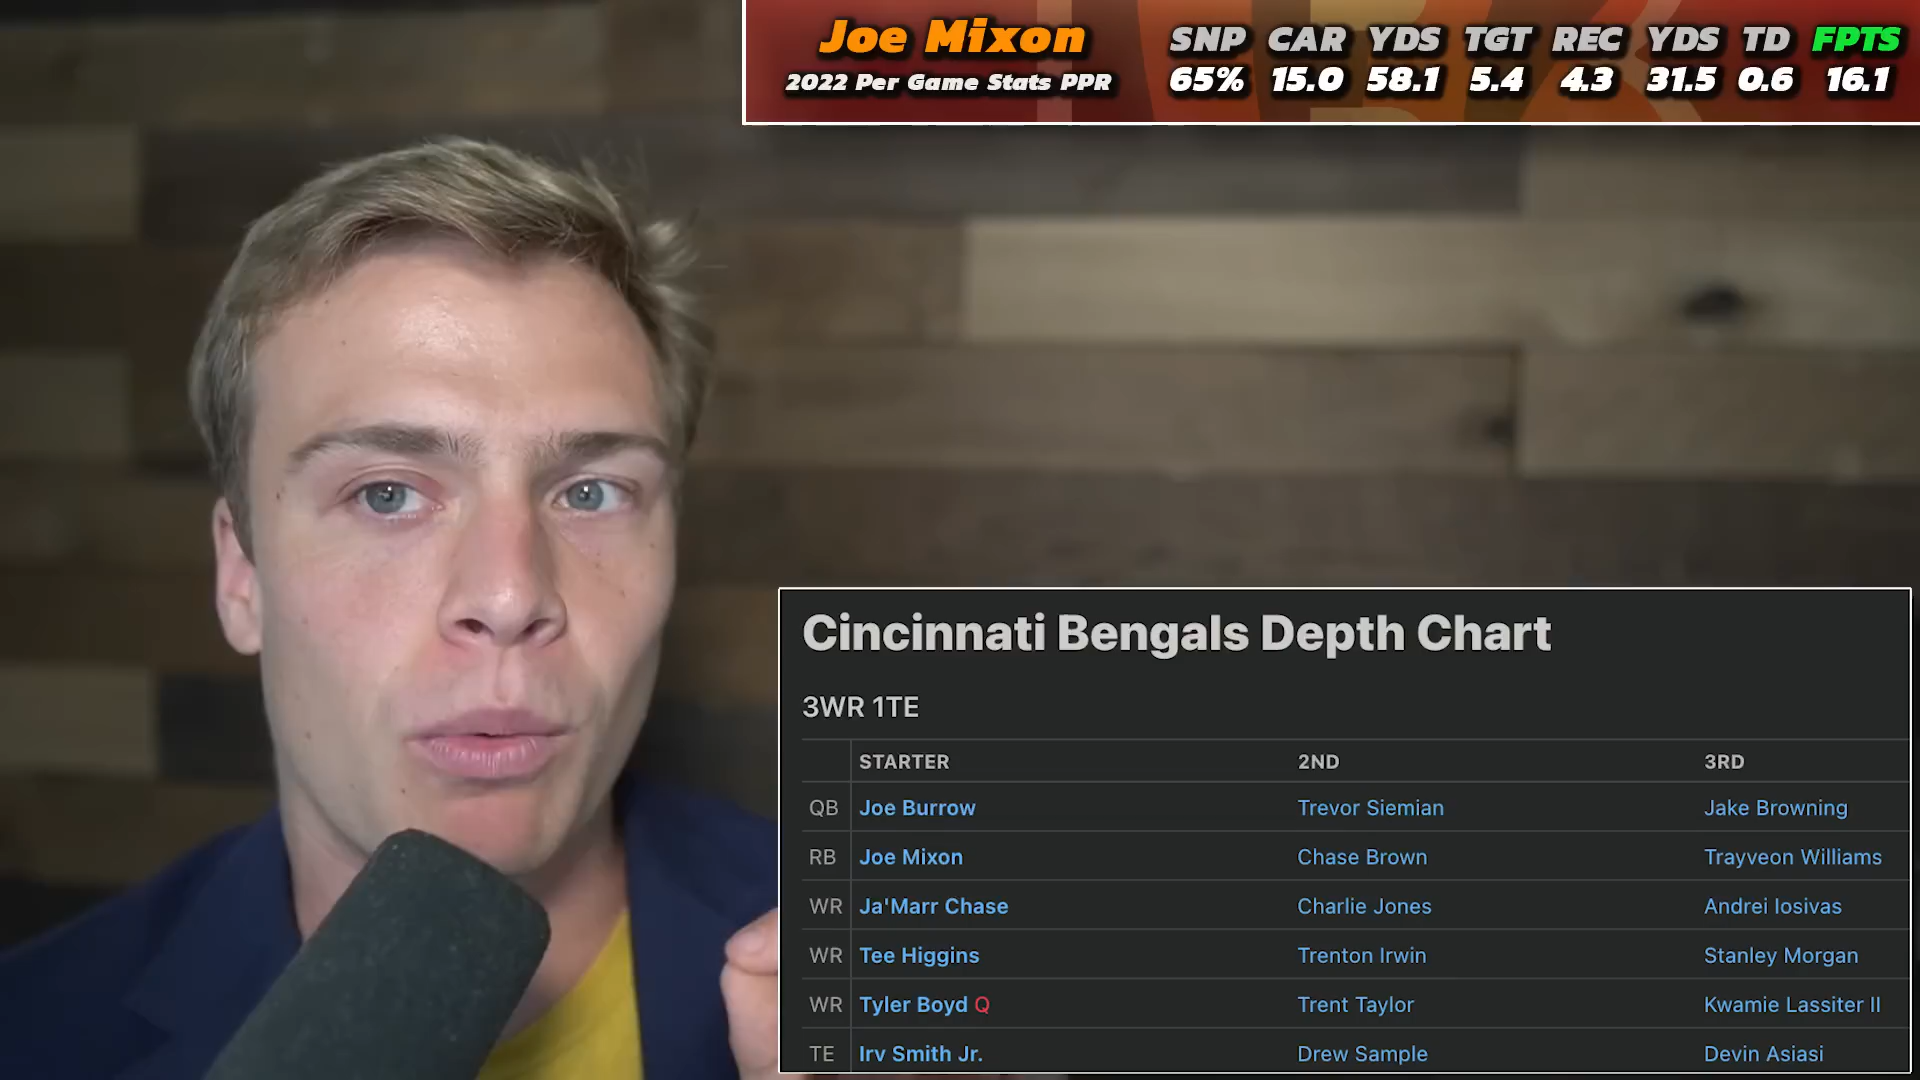 Joe Mixon
2022 Per Game Stats PPR
SNP CAR YDS TGT REC YDS TD FPTS
65% 15.0 58.1 5.4 4.3 31.5 0.6 16.1
Cincinnati Bengals Depth Chart
3WR 1TE
STARTER 2ND 3RD
QB Joe Burrow Trevor Siemian Jake Browning
RB Joe Mixon Chase Brown Trayveon Williams
WR Ja'Marr Chase Charlie Jones Andrei Iosivas
WR Tee Higgins Trenton Irwin Stanley Morgan
WR Tyler Boyd Q Trent Taylor Kwamie Lassiter II
TE Irv Smith Jr. Drew Sample Devin Asiasi